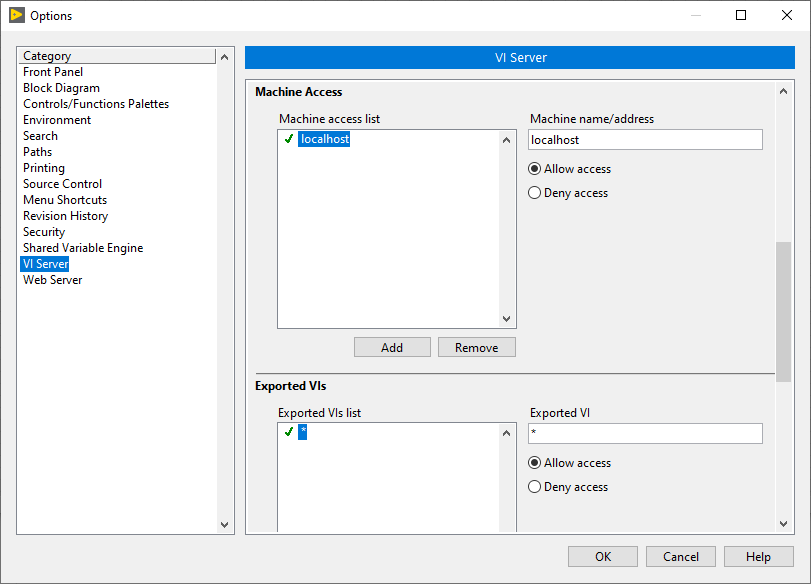 Options
Category
Front Panel
Block Diagram
Controls/Functions Palettes
Environment
Search
Paths
Printing
Source Control
Menu Shortcuts
Revision History
Security
Shared Variable Engine
VI Server
Web Server
VI Server
Machine Access
Machine access list
localhost
Machine name/address
localhost
Allow access
Deny access
Add
Remove
Exported VIs
Exported VIs list
*
Exported VI
*
Allow access
Deny access
OK
Cancel
Help